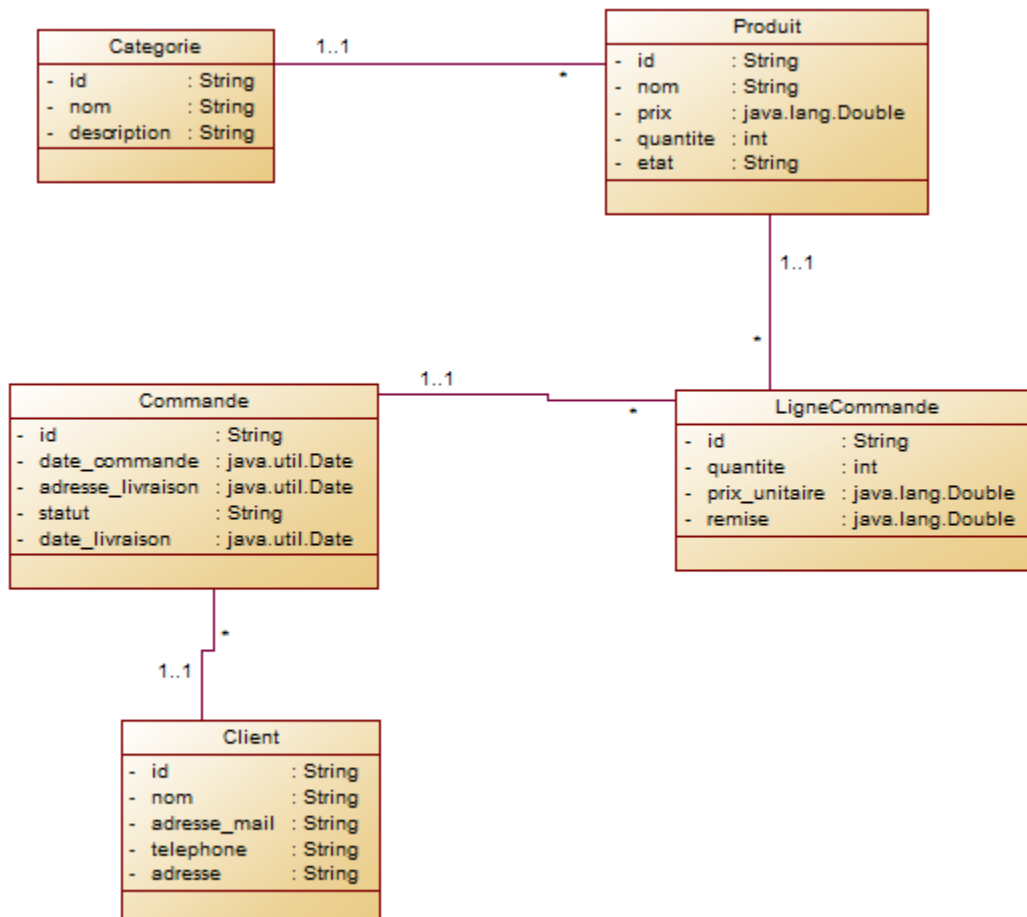 Categorie
- id : String
- nom : String
- description : String
1..1
*
Produit
- id : String
- nom : String
- prix : java.lang.Double
- quantite : int
- etat : String
1..1
*
Commande
- id : String
- date_commande : java.util.Date
- adresse_livraison : java.util.Date
- statut : String
- date_livraison : java.util.Date
1..1
*
LigneCommande
- id : String
- quantite : int
- prix_unitaire : java.lang.Double
- remise : java.lang.Double
*
1..1
Client
- id : String
- nom : String
- adresse_mail : String
- telephone : String
- adresse : String